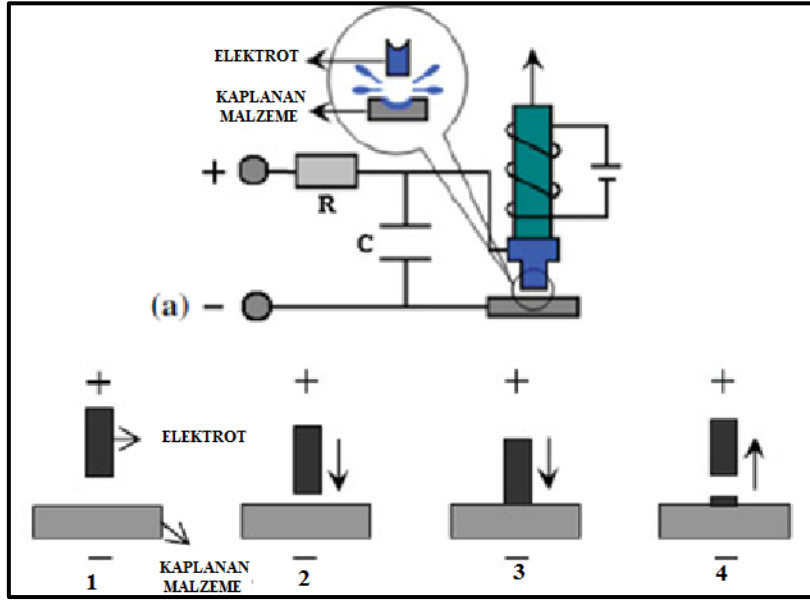 ELEKTROT
KAPLANAN
MALZEME
+
R
C
(a) -
+ + + +
ELEKTROT
- - - -
1 2 3 4
KAPLANAN
MALZEME